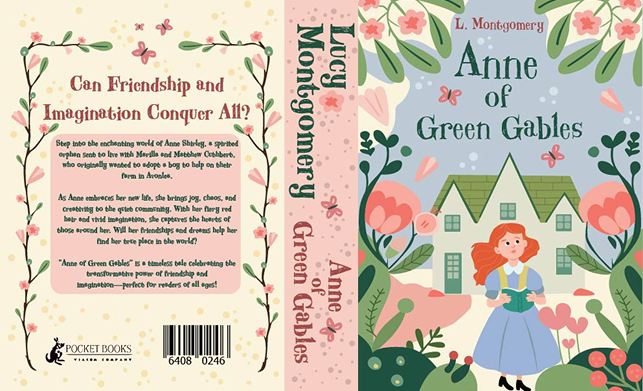 Can Friendship and
Imagination Conquer All?
Step into the enchanting world of Anne Shirley, a spirited
orphan sent to live with Marilla and Matthew Cuthbert,
who originally wanted to adopt a boy to help on their
farm in Avonlea.
As Anne embraces her new life, she brings joy, chaos, and
creativity to the quiet community. With her fiery red
hair and vivid imagination, she captures the hearts of
those around her. Will her friendships and dreams help her
find her true place in the world?
"Anne of Green Gables" is a timeless tale celebrating the
transformative power of friendship and
imagination—perfect for readers of all ages!
POCKET BOOKS
VIACOM COMPANY
6408 0246
Lucy
Montgomery
Anne
of
Green Gables
L. Montgomery
Anne
of
Green Gables